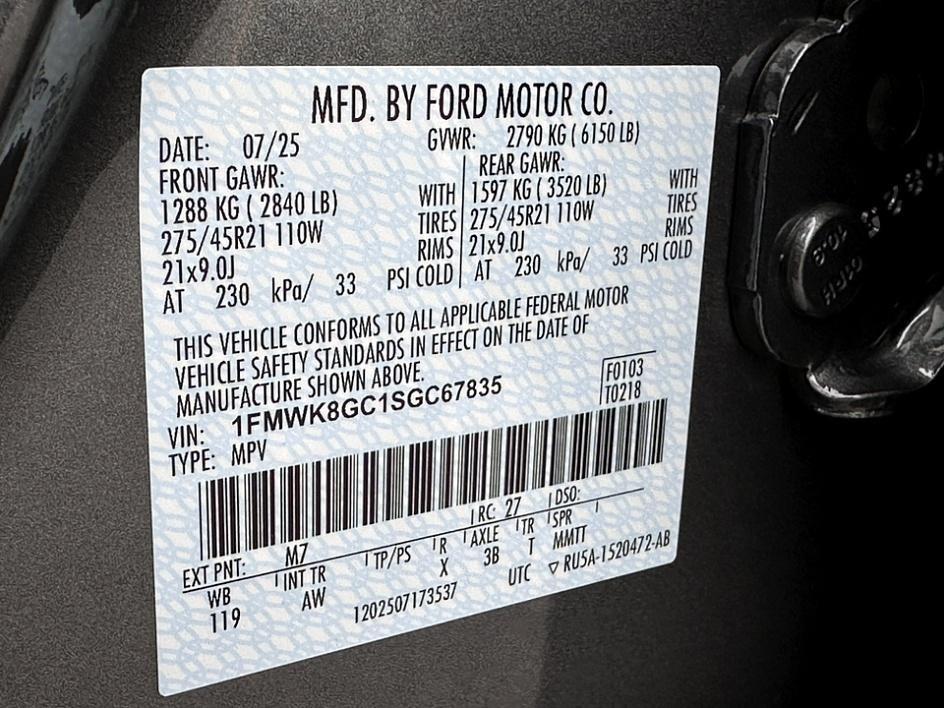 MFD. BY FORD MOTOR CO.
DATE: 07/25 GVWR: 2790 KG ( 6150 LB)
FRONT GAWR: REAR GAWR:
1288 KG ( 2840 LB) WITH 1597 KG ( 3520 LB) WITH
275/45R21 110W TIRES 275/45R21 110W TIRES
21x9.0J RIMS 21x9.0J RIMS
AT 230 kPa/ 33 PSI COLD AT 230 kPa/ 33 PSI COLD
THIS VEHICLE CONFORMS TO ALL APPLICABLE FEDERAL MOTOR
VEHICLE SAFETY STANDARDS IN EFFECT ON THE DATE OF
MANUFACTURE SHOWN ABOVE.
F0103
T0218
VIN: 1FMWK8GC1SGC67835
TYPE: MPV
EXT PNT: M7 RC: 27 DSO:
WB INT TR TP/PS R AXLE TR SPR
119 AW X 3B T MMTT
1202507173537 UTC ▽ RU5A-1520472-AB
10.9